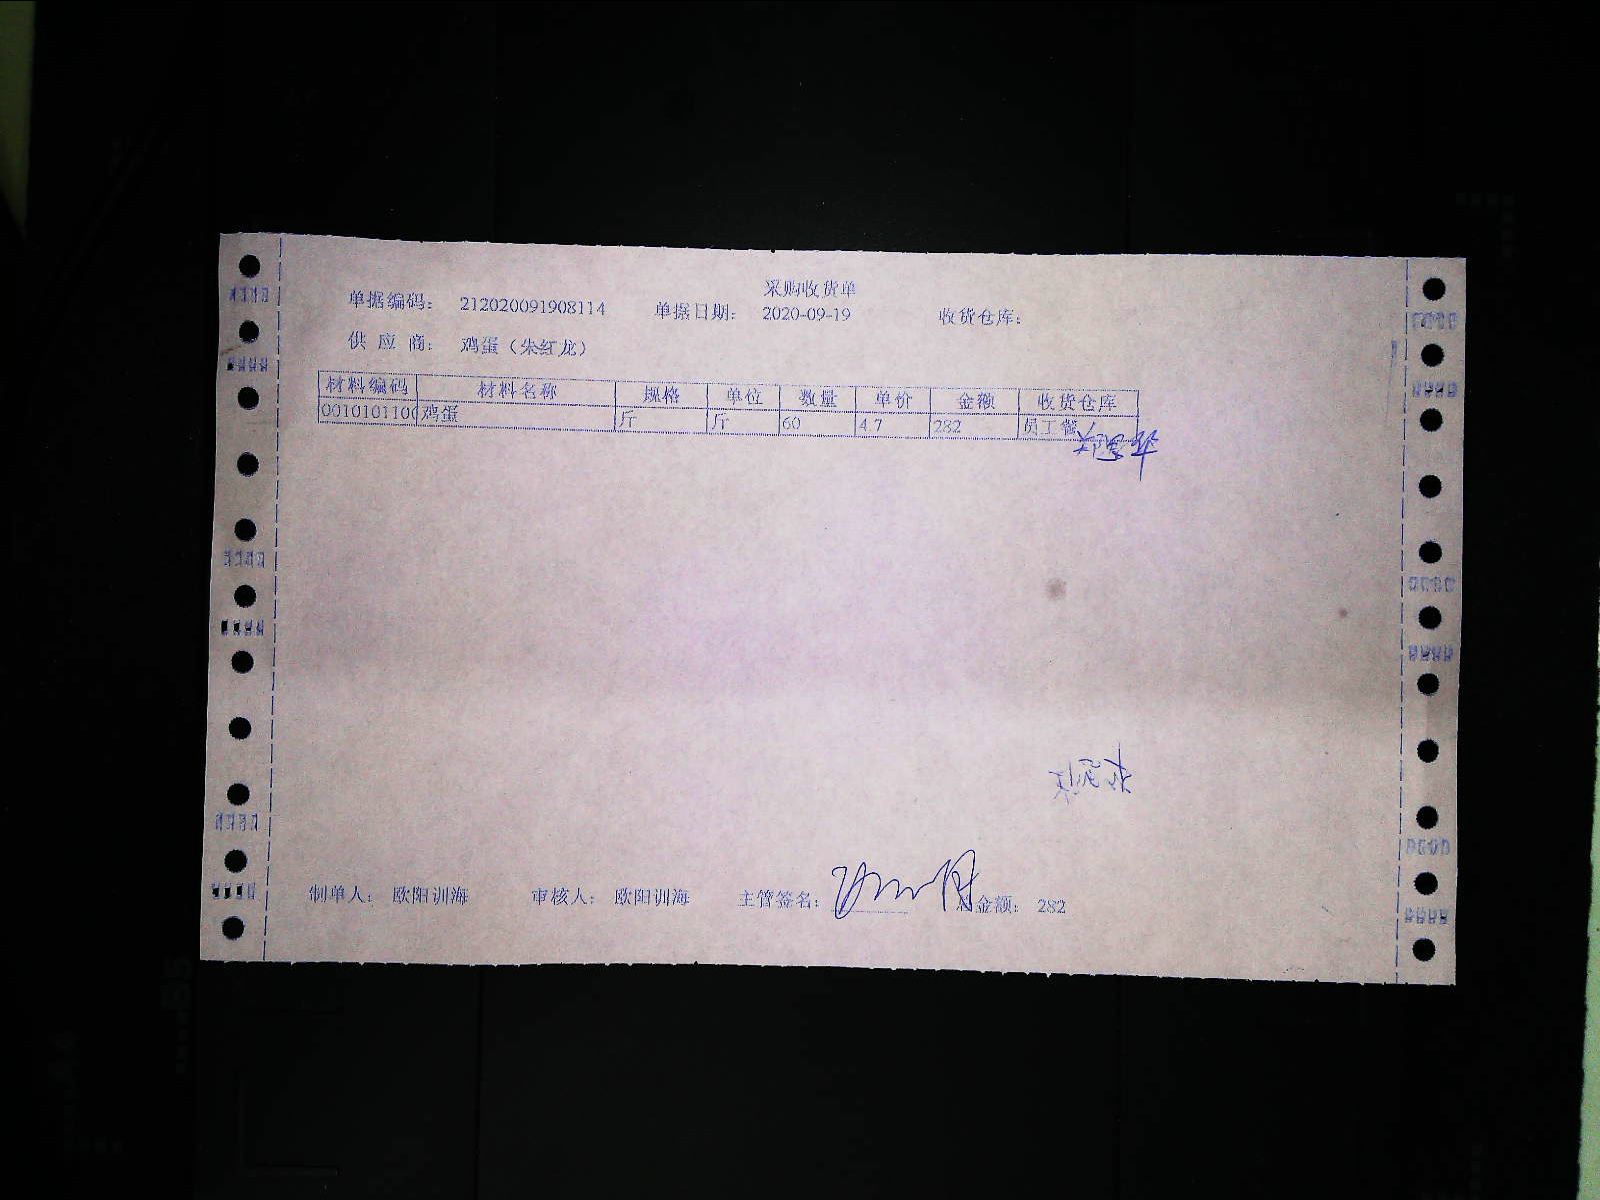 采购收货单
单据编码: 212020091908114 单据日期: 2020-09-19 收货仓库:
供 应 商: 鸡蛋（朱红龙）
材料编码 材料名称 规格 单位 数量 单价 金额 收货仓库
0010101100 鸡蛋 斤 斤 60 4.7 282 员工餐
制单人: 欧阳训海 审核人: 欧阳训海 主管签名: 总金额: 282